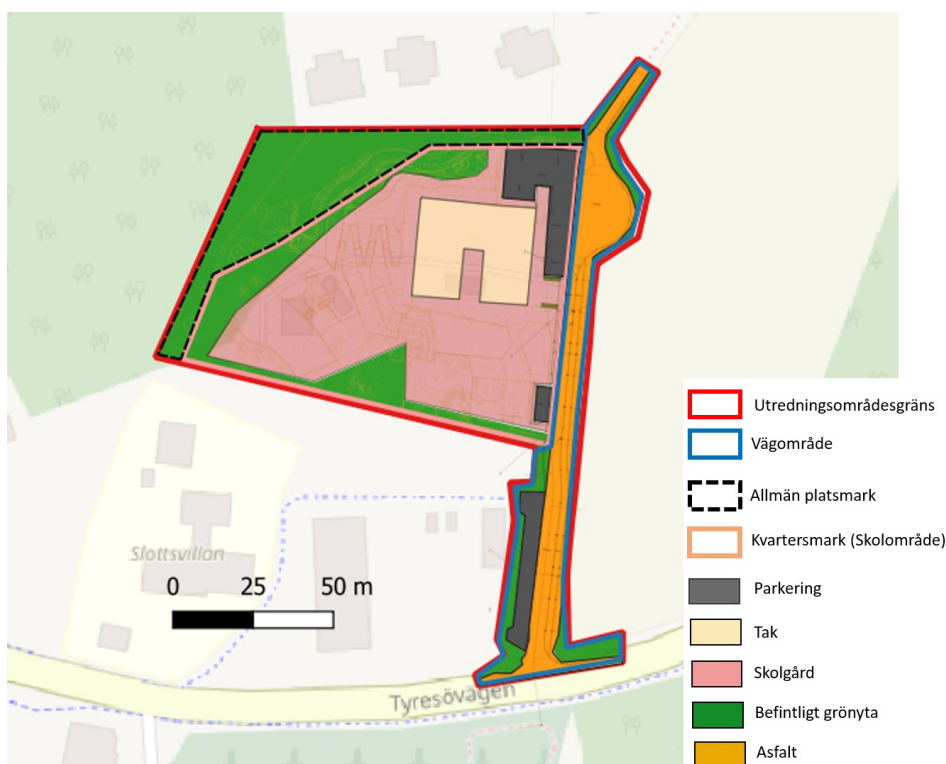 Slottsvillan
0 25 50 m
Tyresövägen
Utredningsområdesgräns
Vägområde
Allmän platsmark
Kvartersmark (Skolområde)
Parkering
Tak
Skolgård
Befintligt grönyta
Asfalt